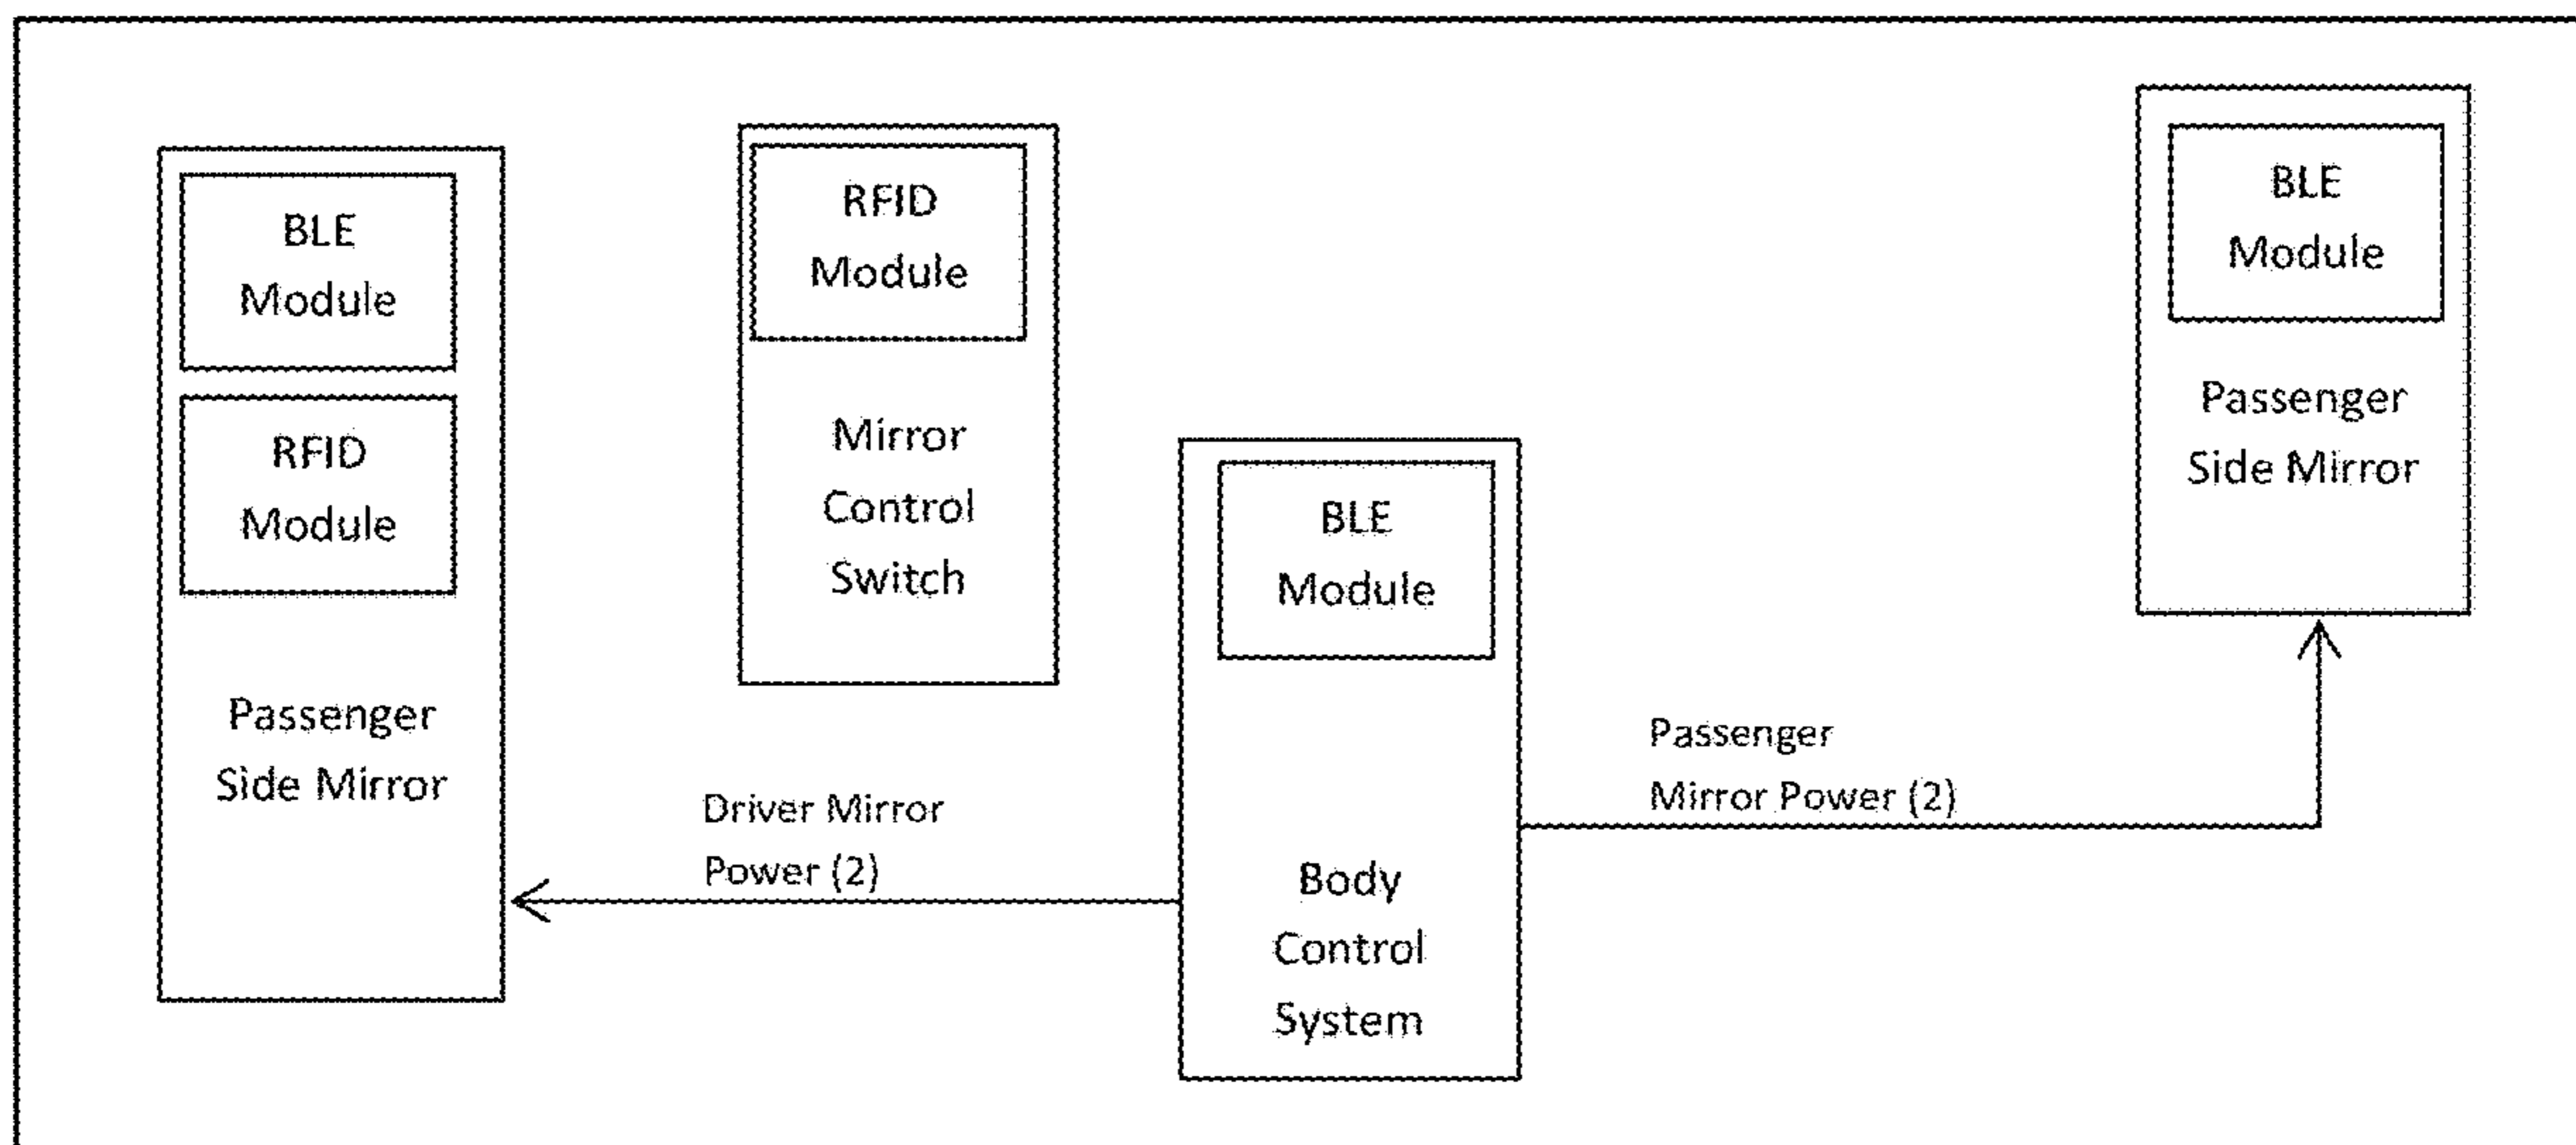 BLE
Module
RFID
Module
Passenger
Side Mirror
RFID
Module
Mirror
Control
Switch
Driver Mirror
Power (2)
BLE
Module
Body
Control
System
Passenger
Mirror Power (2)
BLE
Module
Passenger
Side Mirror